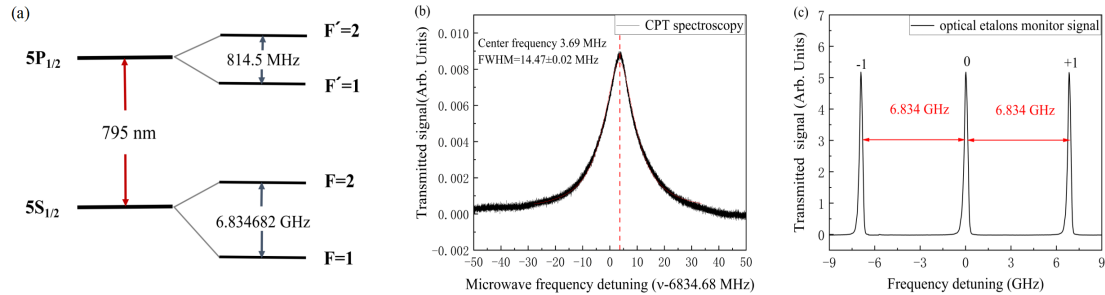 (a)
F´=2
814.5 MHz
F´=1
5P1/2
795 nm
F=2
5S1/2
6.834682 GHz
F=1
(b)
CPT spectroscopy
Center frequency 3.69 MHz
FWHM=14.47±0.02 MHz
Transmitted signal(Arb. Units)
0.010
0.008
0.006
0.004
0.002
0.000
-0.002
-50 -40 -30 -20 -10 0 10 20 30 40 50
Microwave frequency detuning (ν-6834.68 MHz)
(c)
optical etalons monitor signal
-1 0 +1
6.834 GHz 6.834 GHz
Transmitted signal (Arb. Units)
7
6
5
4
3
2
1
0
-9 -6 -3 0 3 6 9
Frequency detuning (GHz)